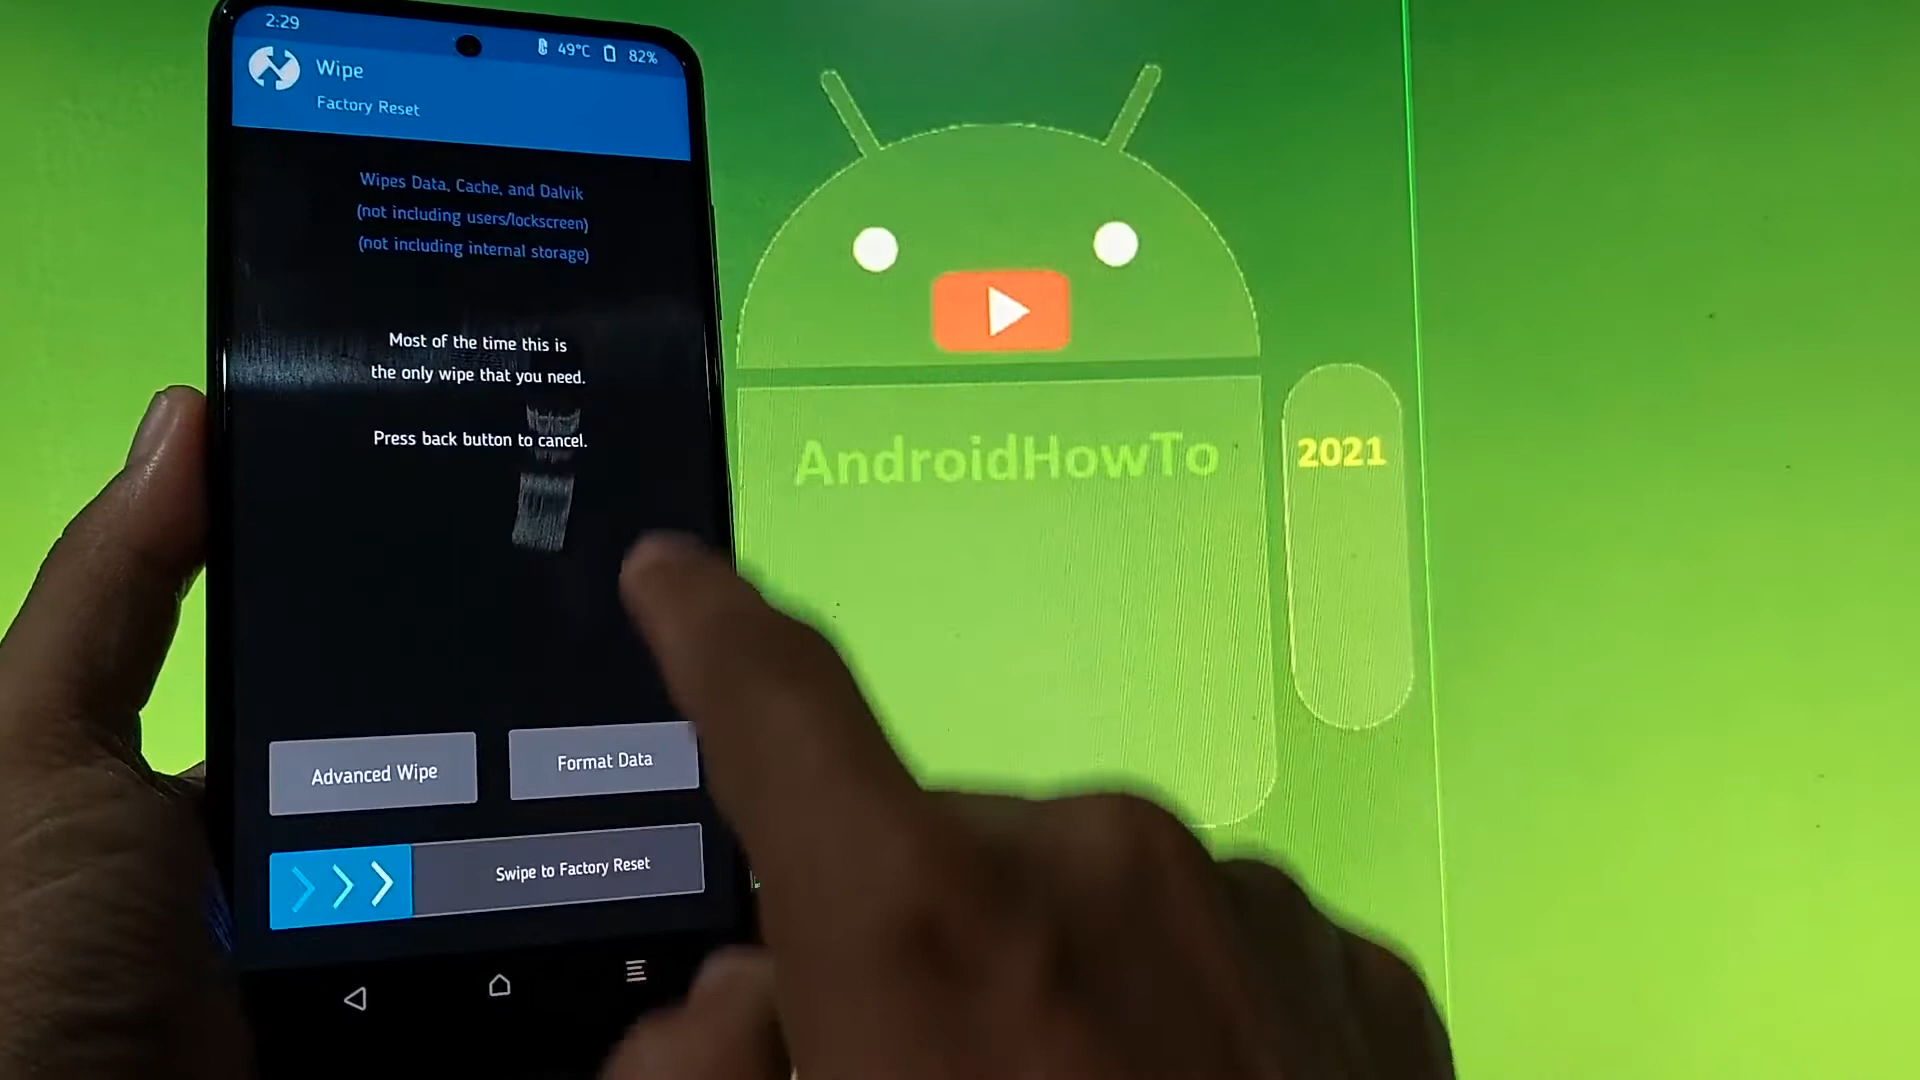 2:29
49°C
82%
Wipe
Factory Reset
Wipes Data, Cache, and Dalvik
(not including users/lockscreen)
(not including internal storage)
Most of the time this is
the only wipe that you need.
Press back button to cancel.
Advanced Wipe
Format Data
Swipe to Factory Reset
AndroidHowTo
2021